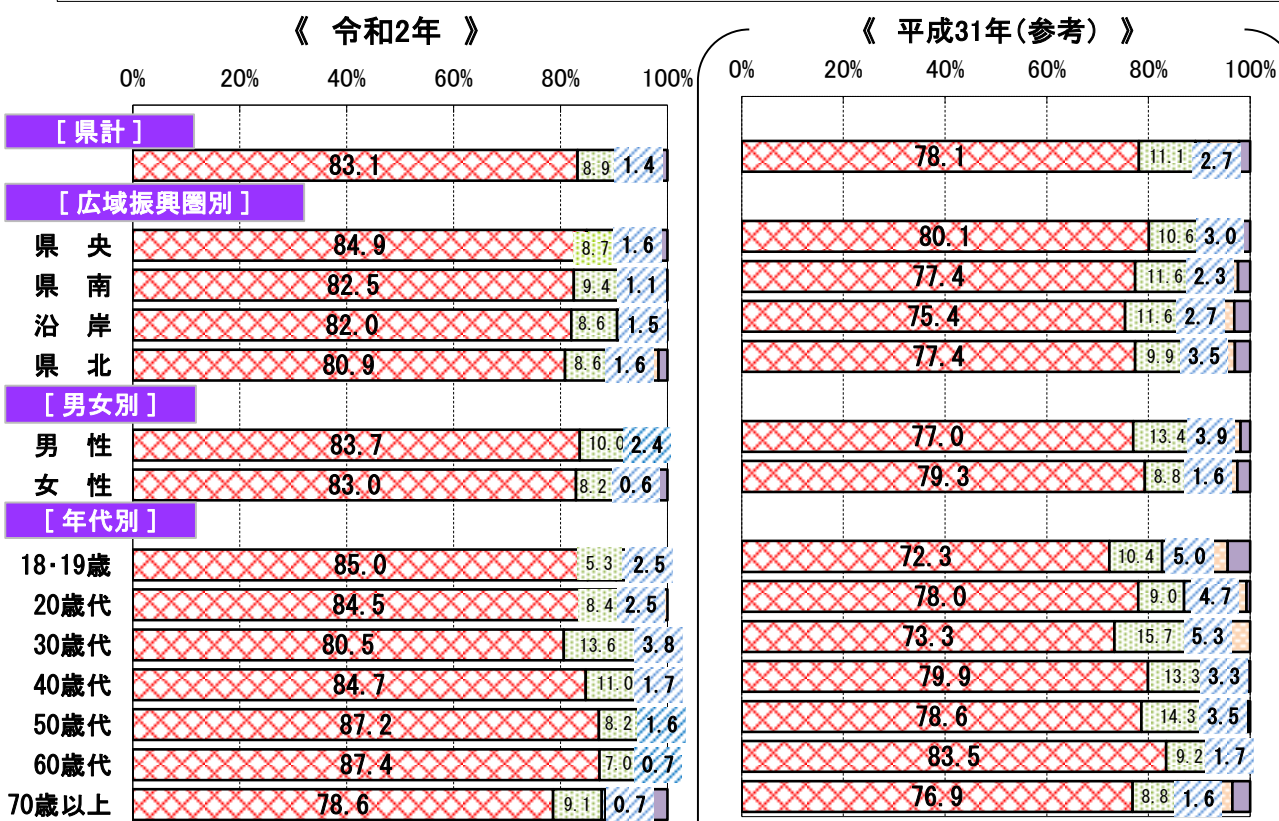 《 令和2年 》
《 平成31年(参考) 》
0% 20% 40% 60% 80% 100%
0% 20% 40% 60% 80% 100%
[ 県計 ]
83.1 8.9 1.4
78.1 11.1 2.7
[ 広域振興圏別 ]
県 央 84.9 8.7 1.6
80.1 10.6 3.0
県 南 82.5 9.4 1.1
77.4 11.6 2.3
沿 岸 82.0 8.6 1.5
75.4 11.6 2.7
県 北 80.9 8.6 1.6
77.4 9.9 3.5
[ 男女別 ]
男 性 83.7 10.0 2.4
77.0 13.4 3.9
女 性 83.0 8.2 0.6
79.3 8.8 1.6
[ 年代別 ]
18・19歳 85.0 5.3 2.5
72.3 10.4 5.0
20歳代 84.5 8.4 2.5
78.0 9.0 4.7
30歳代 80.5 13.6 3.8
73.3 15.7 5.3
40歳代 84.7 11.0 1.7
79.9 13.3 3.3
50歳代 87.2 8.2 1.6
78.6 14.3 3.5
60歳代 87.4 7.0 0.7
83.5 9.2 1.7
70歳以上 78.6 9.1 0.7
76.9 8.8 1.6